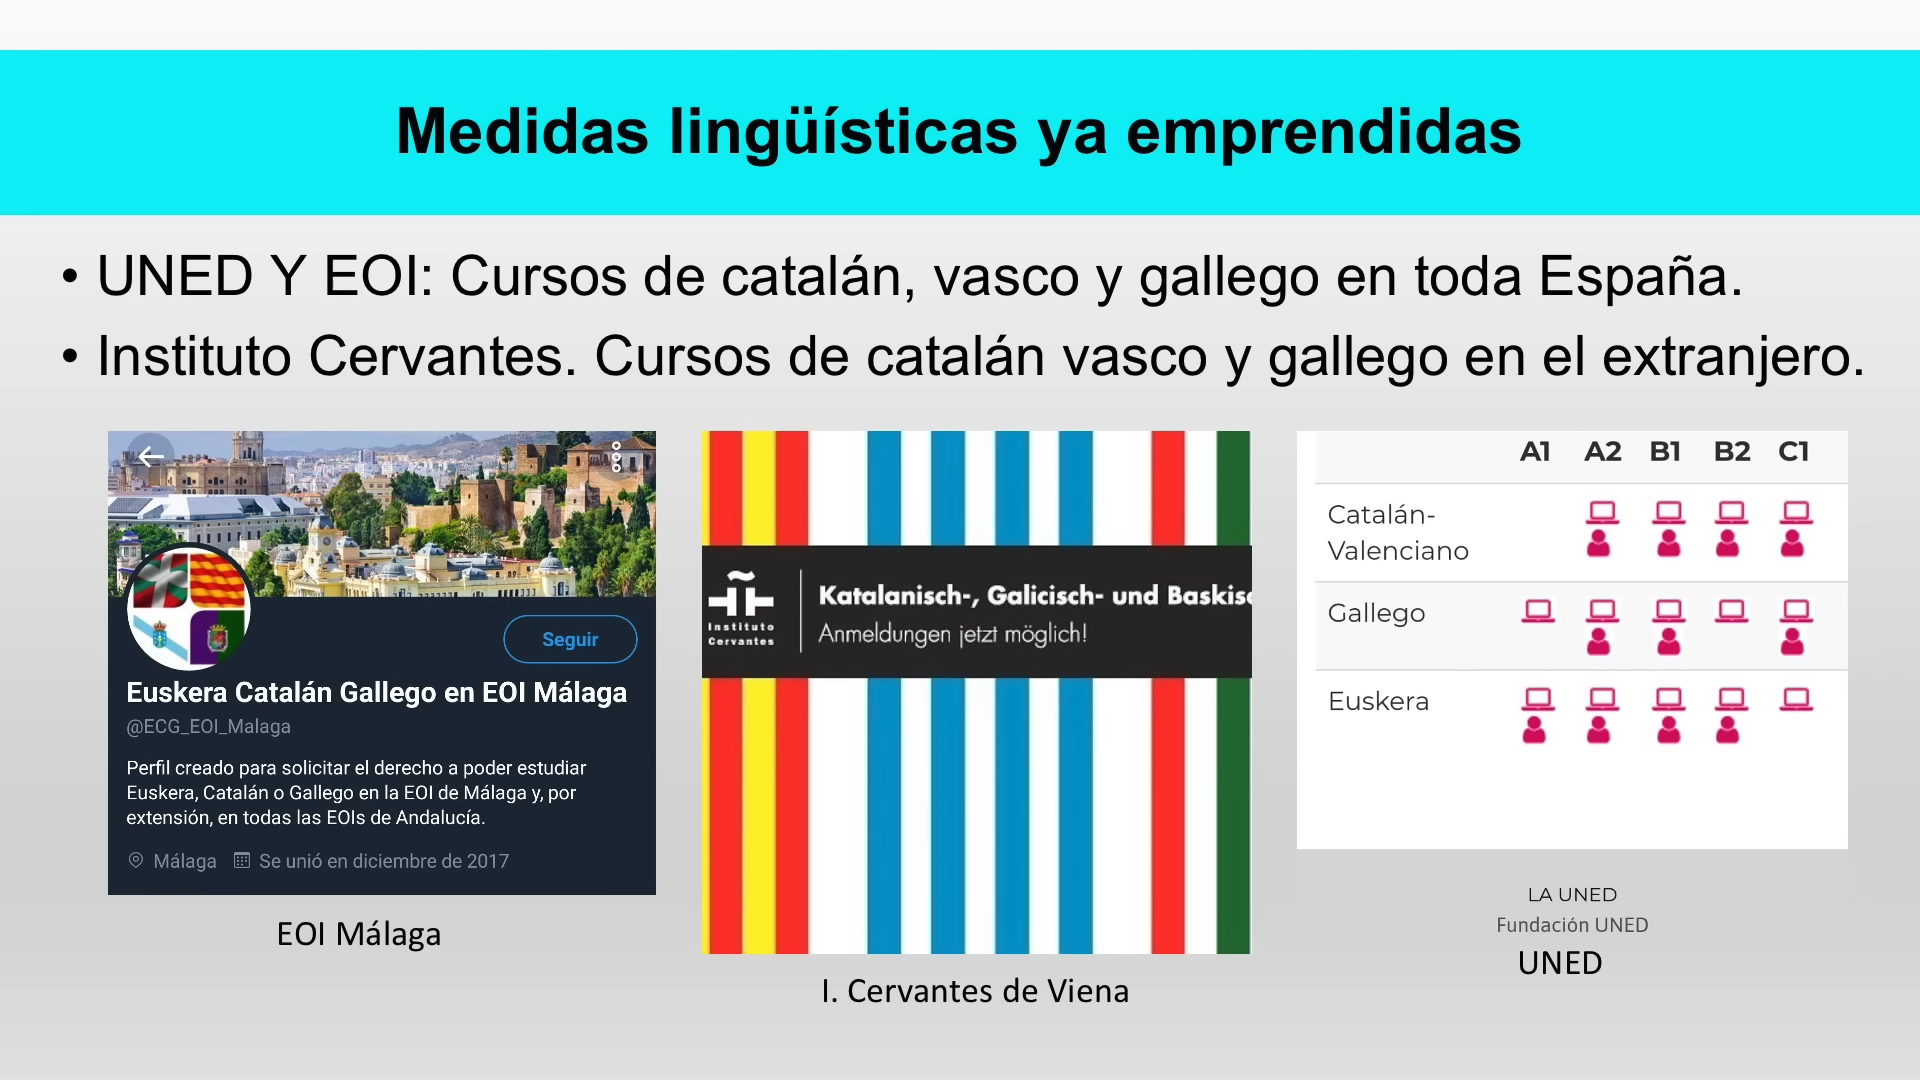 Medidas lingüísticas ya emprendidas
• UNED Y EOI: Cursos de catalán, vasco y gallego en toda España.
• Instituto Cervantes. Cursos de catalán vasco y gallego en el extranjero.
Seguir
Euskera Catalán Gallego en EOI Málaga
@ECG_EOI_Malaga
Perfil creado para solicitar el derecho a poder estudiar
Euskera, Catalán o Gallego en la EOI de Málaga y, por
extensión, en todas las EOIs de Andalucía.
Málaga Se unió en diciembre de 2017
EOI Málaga
Instituto
Cervantes
Katalanisch-, Galicisch- und Baskisc
Anmeldungen jetzt möglich!
I. Cervantes de Viena
A1 A2 B1 B2 C1
Catalán-
Valenciano
Gallego
Euskera
LA UNED
Fundación UNED
UNED